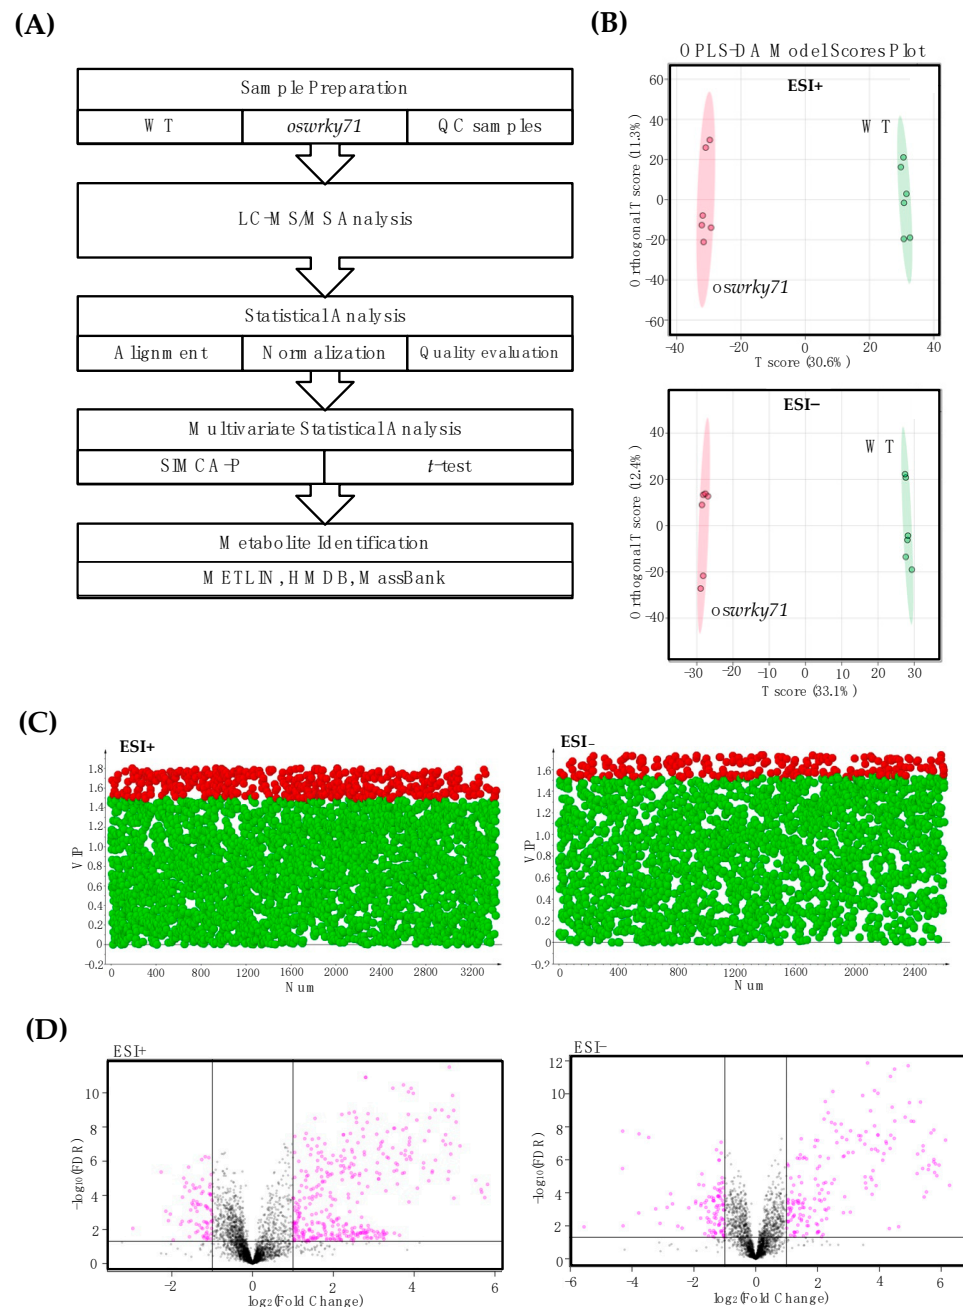 (A)
Sample Preparation
WT oswrky71 QC samples
LC-MS/MS Analysis
Statistical Analysis
Alignment Normalization Quality evaluation
Multivariate Statistical Analysis
SIMCA-P t-test
Metabolite Identification
METLIN, HMDB, MassBank
(B)
OPLS-DA Model Scores Plot
ESI+
WT
oswrky71
Orthogonal T score (11.3%)
60
40
20
0
-20
-40
-60
-40 -20 0 20 40
T score (30.6%)
ESI−
WT
oswrky71
Orthogonal T score (12.4%)
40
20
0
-20
-40
-30 -20 -10 0 10 20 30
T score (33.1%)
(C)
ESI+
VIP
1.8
1.6
1.4
1.2
1.0
0.8
0.6
0.4
0.2
0
-0.2
0 400 800 1200 1600 2000 2400 2800 3200
Num
ESI−
VIP
1.6
1.4
1.2
1.0
0.8
0.6
0.4
0.2
0
-0.2
0 400 800 1200 1600 2000 2400
Num
(D)
ESI+
-log10(FDR)
10
8
6
4
2
0
-2 0 2 4 6
log2(Fold Change)
ESI−
-log10(FDR)
12
10
8
6
4
2
0
-6 -4 -2 0 2 4 6
log2(Fold Change)